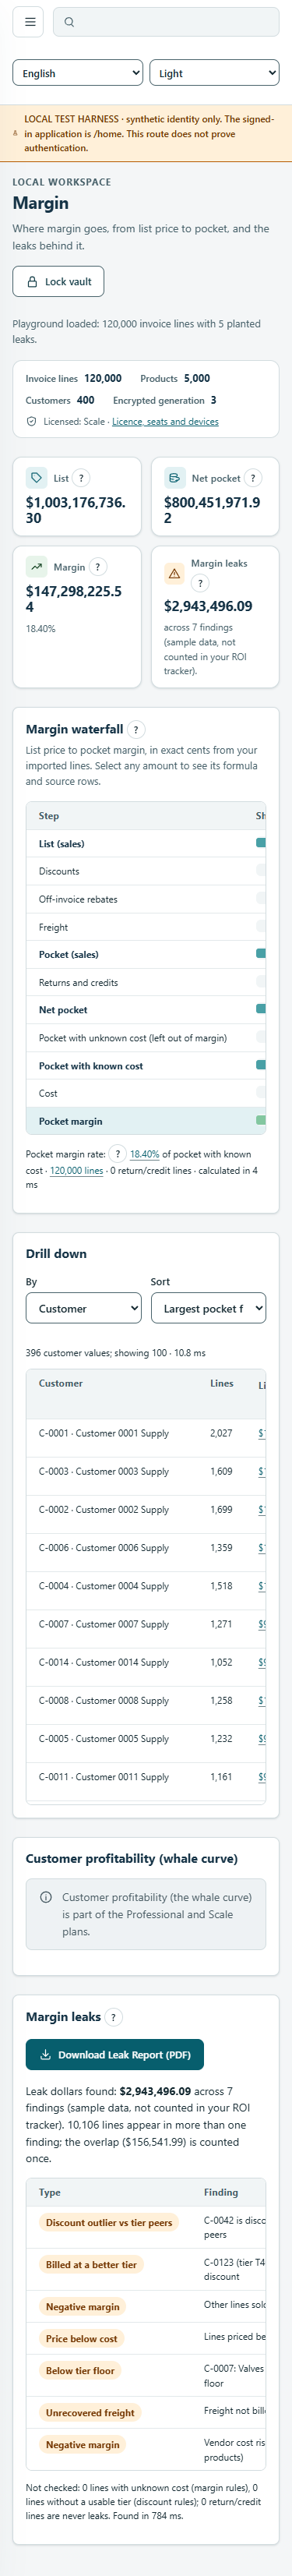 English
Light
LOCAL TEST HARNESS · synthetic identity only. The signed-
in application is /home. This route does not prove
authentication.
LOCAL WORKSPACE
Margin
Where margin goes, from list price to pocket, and the
leaks behind it.
Lock vault
Playground loaded: 120,000 invoice lines with 5 planted
leaks.
Invoice lines 120,000 Products 5,000
Customers 400 Encrypted generation 3
Licensed: Scale · Licence, seats and devices
List ?
$1,003,176,736.
30
Net pocket ?
$800,451,971.9
2
Margin ?
$147,298,225.5
4
18.40%
Margin leaks
?
$2,943,496.09
across 7 findings
(sample data, not
counted in your ROI
tracker).
Margin waterfall ?
List price to pocket margin, in exact cents from your
imported lines. Select any amount to see its formula
and source rows.
Step
List (sales)
Discounts
Off-invoice rebates
Freight
Pocket (sales)
Returns and credits
Net pocket
Pocket with unknown cost (left out of margin)
Pocket with known cost
Cost
Pocket margin
Pocket margin rate: ? 18.40% of pocket with known
cost · 120,000 lines · 0 return/credit lines · calculated in 4
ms
Drill down
By Sort
Customer Largest pocket f
396 customer values; showing 100 · 10.8 ms
Customer Lines Li
C-0001 · Customer 0001 Supply 2,027
C-0003 · Customer 0003 Supply 1,609
C-0002 · Customer 0002 Supply 1,699
C-0006 · Customer 0006 Supply 1,359
C-0004 · Customer 0004 Supply 1,518
C-0007 · Customer 0007 Supply 1,271
C-0014 · Customer 0014 Supply 1,052
C-0008 · Customer 0008 Supply 1,258
C-0005 · Customer 0005 Supply 1,232
C-0011 · Customer 0011 Supply 1,161
Customer profitability (whale curve)
Customer profitability (the whale curve)
is part of the Professional and Scale
plans.
Margin leaks ?
Download Leak Report (PDF)
Leak dollars found: $2,943,496.09 across 7
findings (sample data, not counted in your ROI
tracker). 10,106 lines appear in more than one
finding; the overlap ($156,541.99) is counted
once.
Type Finding
Discount outlier vs tier peers C-0042 is disco
peers
Billed at a better tier C-0123 (tier T4
discount
Negative margin Other lines sold
Price below cost Lines priced be
Below tier floor C-0007: Valves
floor
Unrecovered freight Freight not bill
Negative margin Vendor cost ris
products)
Not checked: 0 lines with unknown cost (margin rules), 0
lines without a usable tier (discount rules); 0 return/credit
lines are never leaks. Found in 784 ms.